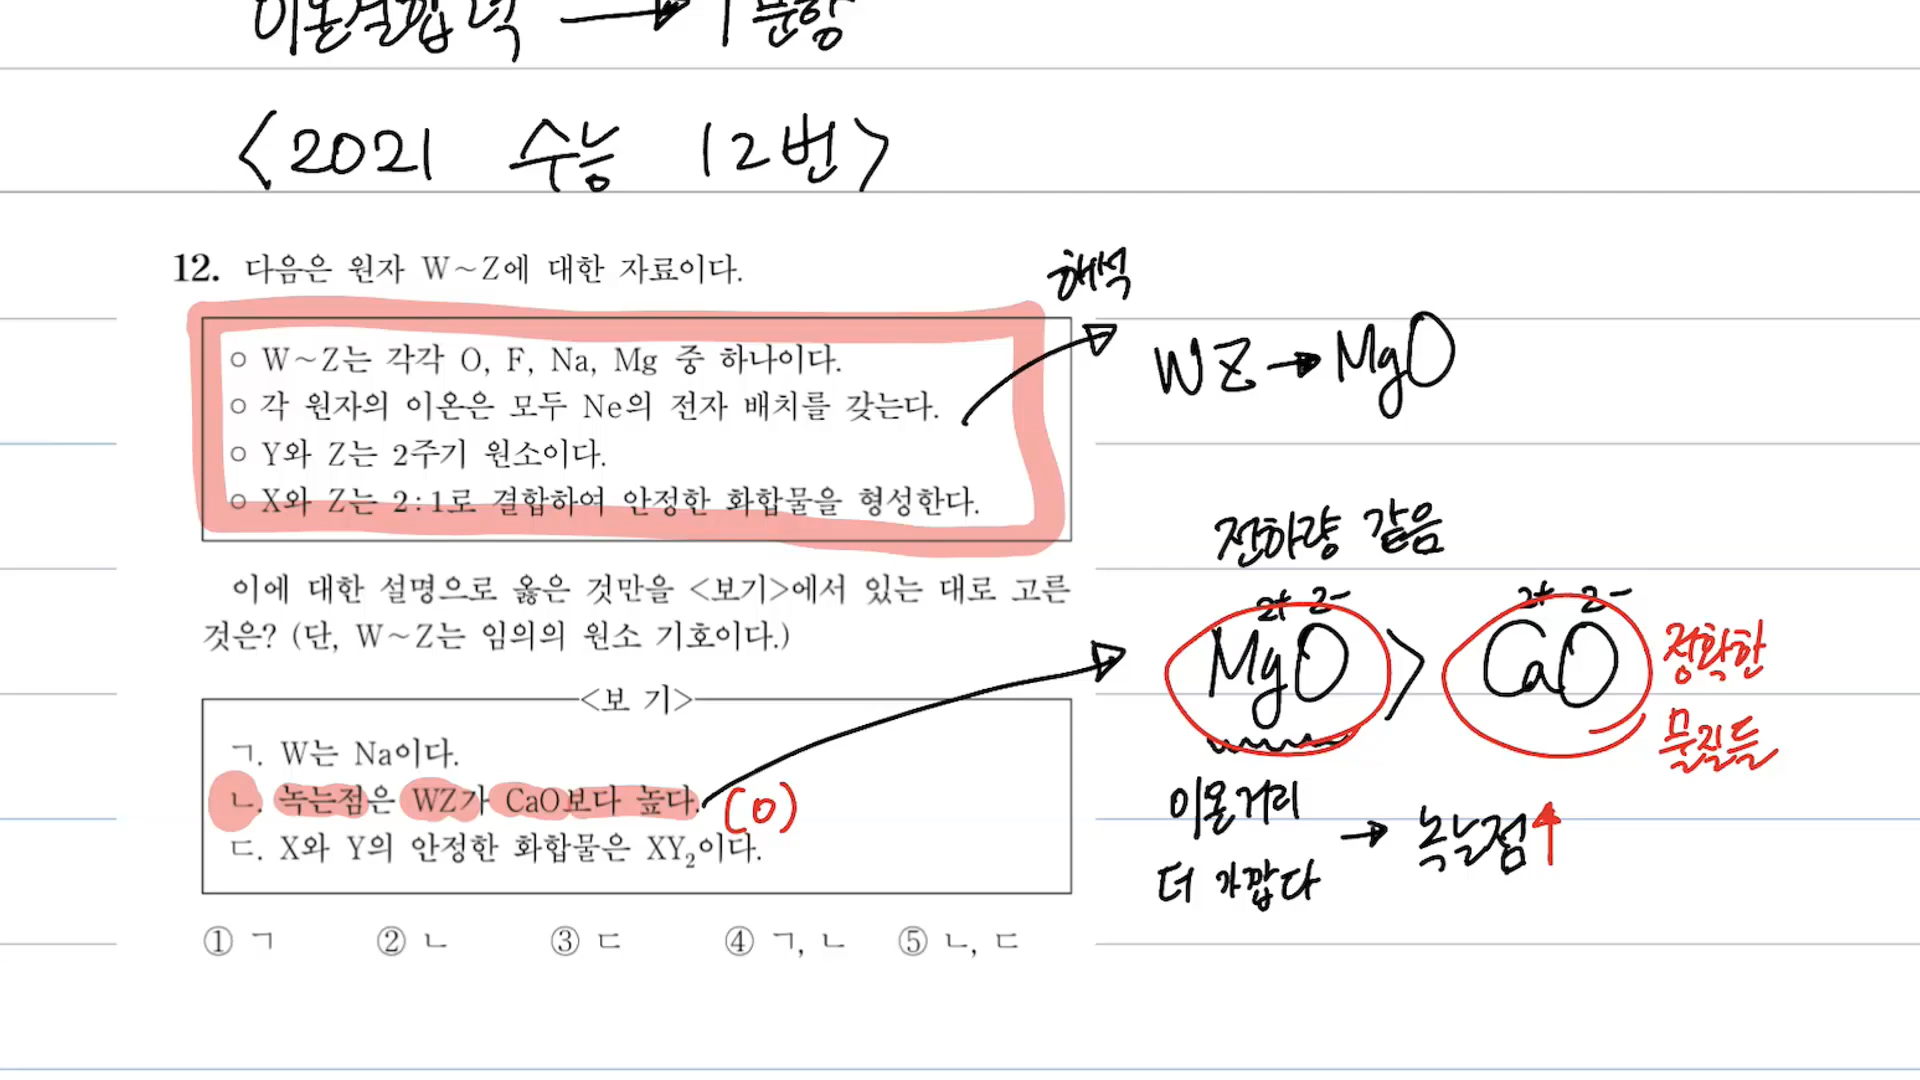 이온결합력 → 1문항
<2021 수능 12번>
12. 다음은 원자 W~Z에 대한 자료이다.
○ W~Z는 각각 O, F, Na, Mg 중 하나이다.
○ 각 원자의 이온은 모두 Ne의 전자 배치를 갖는다.
○ Y와 Z는 2주기 원소이다.
○ X와 Z는 2:1로 결합하여 안정한 화합물을 형성한다.
이에 대한 설명으로 옳은 것만을 <보기>에서 있는 대로 고른
것은? (단, W~Z는 임의의 원소 기호이다.)
<보 기>
ㄱ. W는 Na이다.
ㄴ. 녹는점은 WZ가 CaO보다 높다. (O)
ㄷ. X와 Y의 안정한 화합물은 XY₂이다.
① ㄱ ② ㄴ ③ ㄷ ④ ㄱ, ㄴ ⑤ ㄴ, ㄷ
해석
WZ → MgO
전하량 같음
2+ 2- 2+ 2-
MgO > CaO
정확한
물질들
이온거리
더 가깝다
→ 녹는점↑